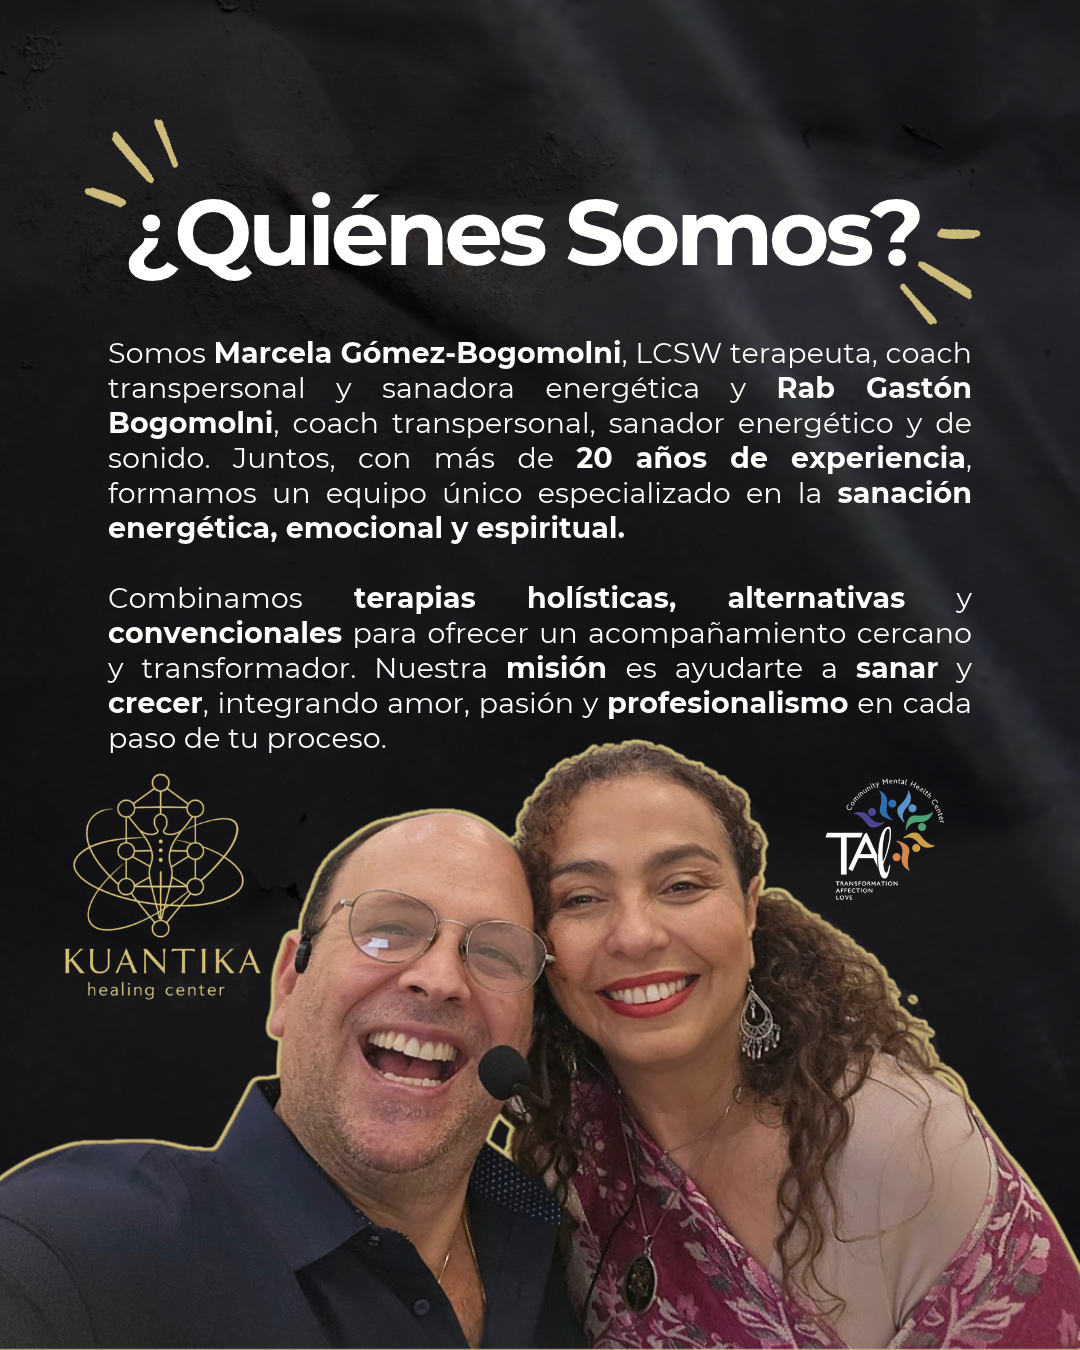 ¿Quiénes Somos?
Somos Marcela Gómez-Bogomolni, LCSW terapeuta, coach
transpersonal y sanadora energética y Rab Gastón
Bogomolni, coach transpersonal, sanador energético y de
sonido. Juntos, con más de 20 años de experiencia,
formamos un equipo único especializado en la sanación
energética, emocional y espiritual.
Combinamos terapias holísticas, alternativas y
convencionales para ofrecer un acompañamiento cercano
y transformador. Nuestra misión es ayudarte a sanar y
crecer, integrando amor, pasión y profesionalismo en cada
paso de tu proceso.
KUANTIKA
healing center
Community Mental Health Center
TAL
TRANSFORMATION
AFFECTION
LOVE